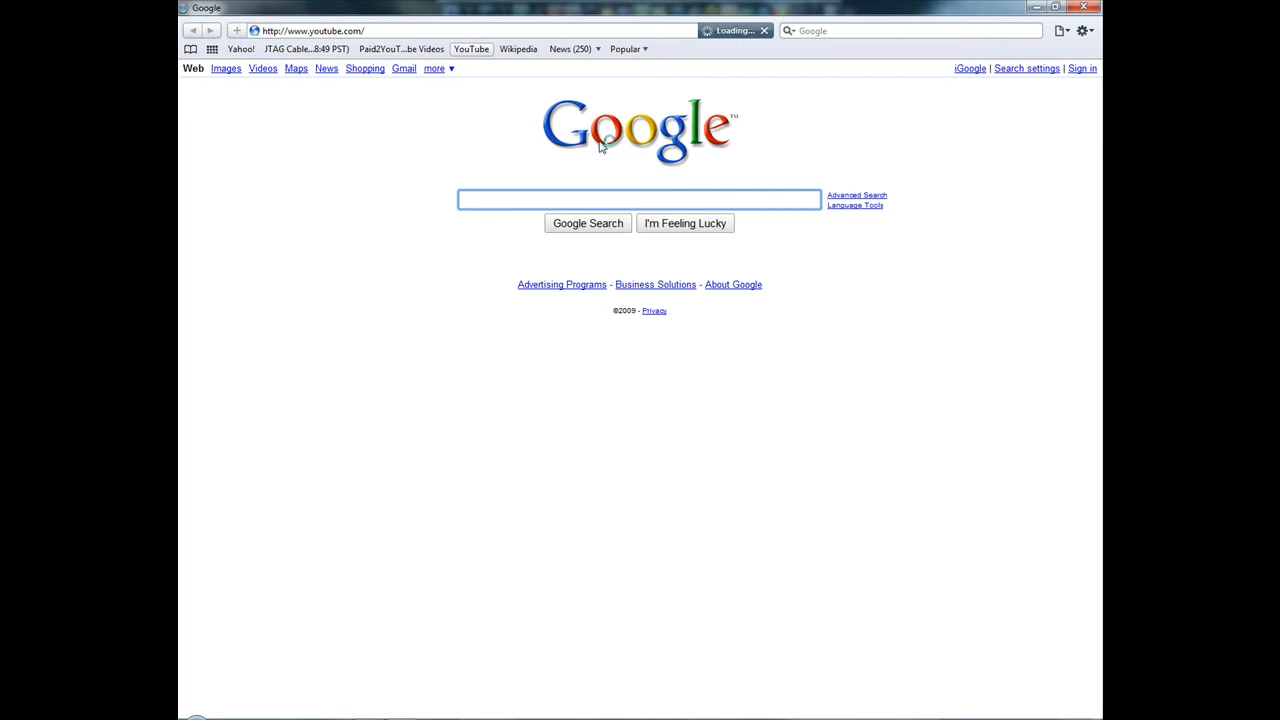 Google
http://www.youtube.com/ Loading... Google
Yahoo! JTAG Cable...8:49 PST) Paid2YouT...be Videos YouTube Wikipedia News (250) Popular
Web Images Videos Maps News Shopping Gmail more iGoogle | Search settings | Sign in
Google™
Advanced Search
Language Tools
Google Search I'm Feeling Lucky
Advertising Programs - Business Solutions - About Google
©2009 - Privacy